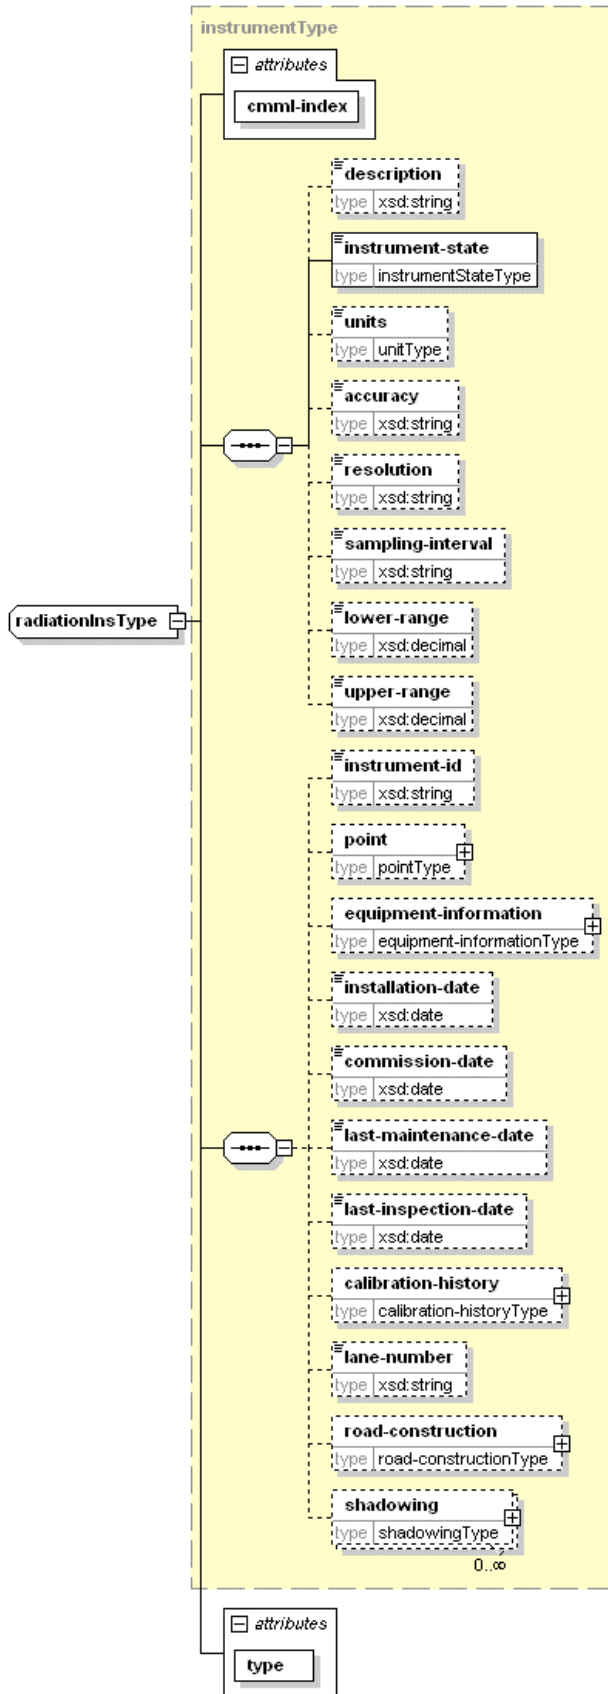 instrumentType
attributes
cmml-index
description
type xsd:string
instrument-state
type instrumentStateType
units
type unitType
accuracy
type xsd:string
resolution
type xsd:string
sampling-interval
type xsd:string
radiationInsType
lower-range
type xsd:decimal
upper-range
type xsd:decimal
instrument-id
type xsd:string
point
type pointType
equipment-information
type equipment-informationType
installation-date
type xsd:date
commission-date
type xsd:date
last-maintenance-date
type xsd:date
last-inspection-date
type xsd:date
calibration-history
type calibration-historyType
lane-number
type xsd:string
road-construction
type road-constructionType
shadowing
type shadowingType
0..∞
attributes
type